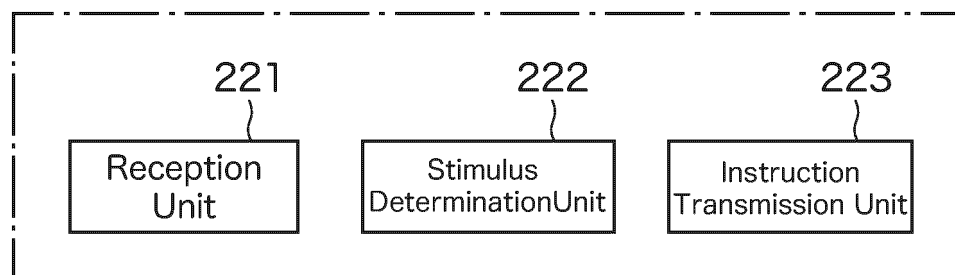 221
222
223
Reception
Unit
Stimulus
DeterminationUnit
Instruction
Transmission Unit